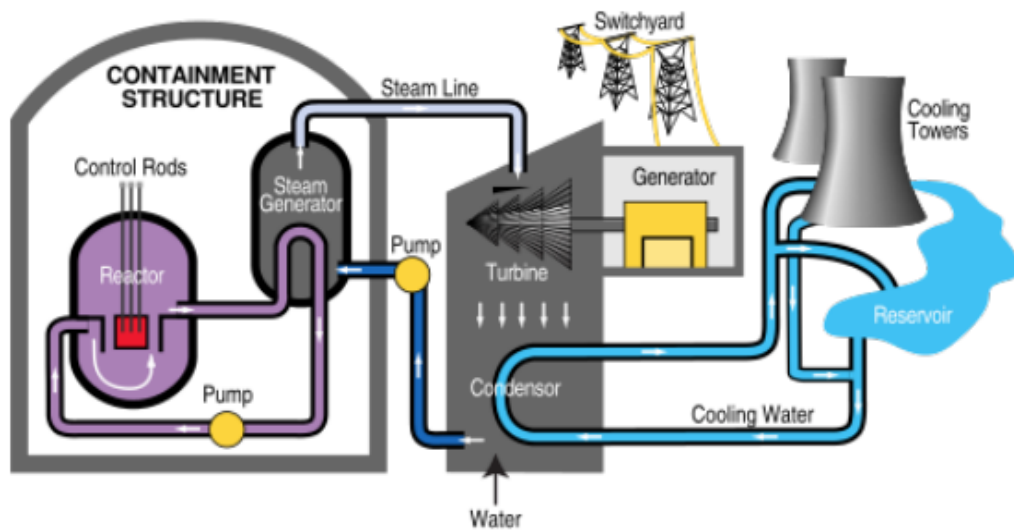 Switchyard
CONTAINMENT
STRUCTURE
Steam Line
Cooling
Towers
Control Rods
Steam
Generator
Generator
Pump
Reactor
Turbine
Reservoir
Pump
Condensor
Cooling Water
Water